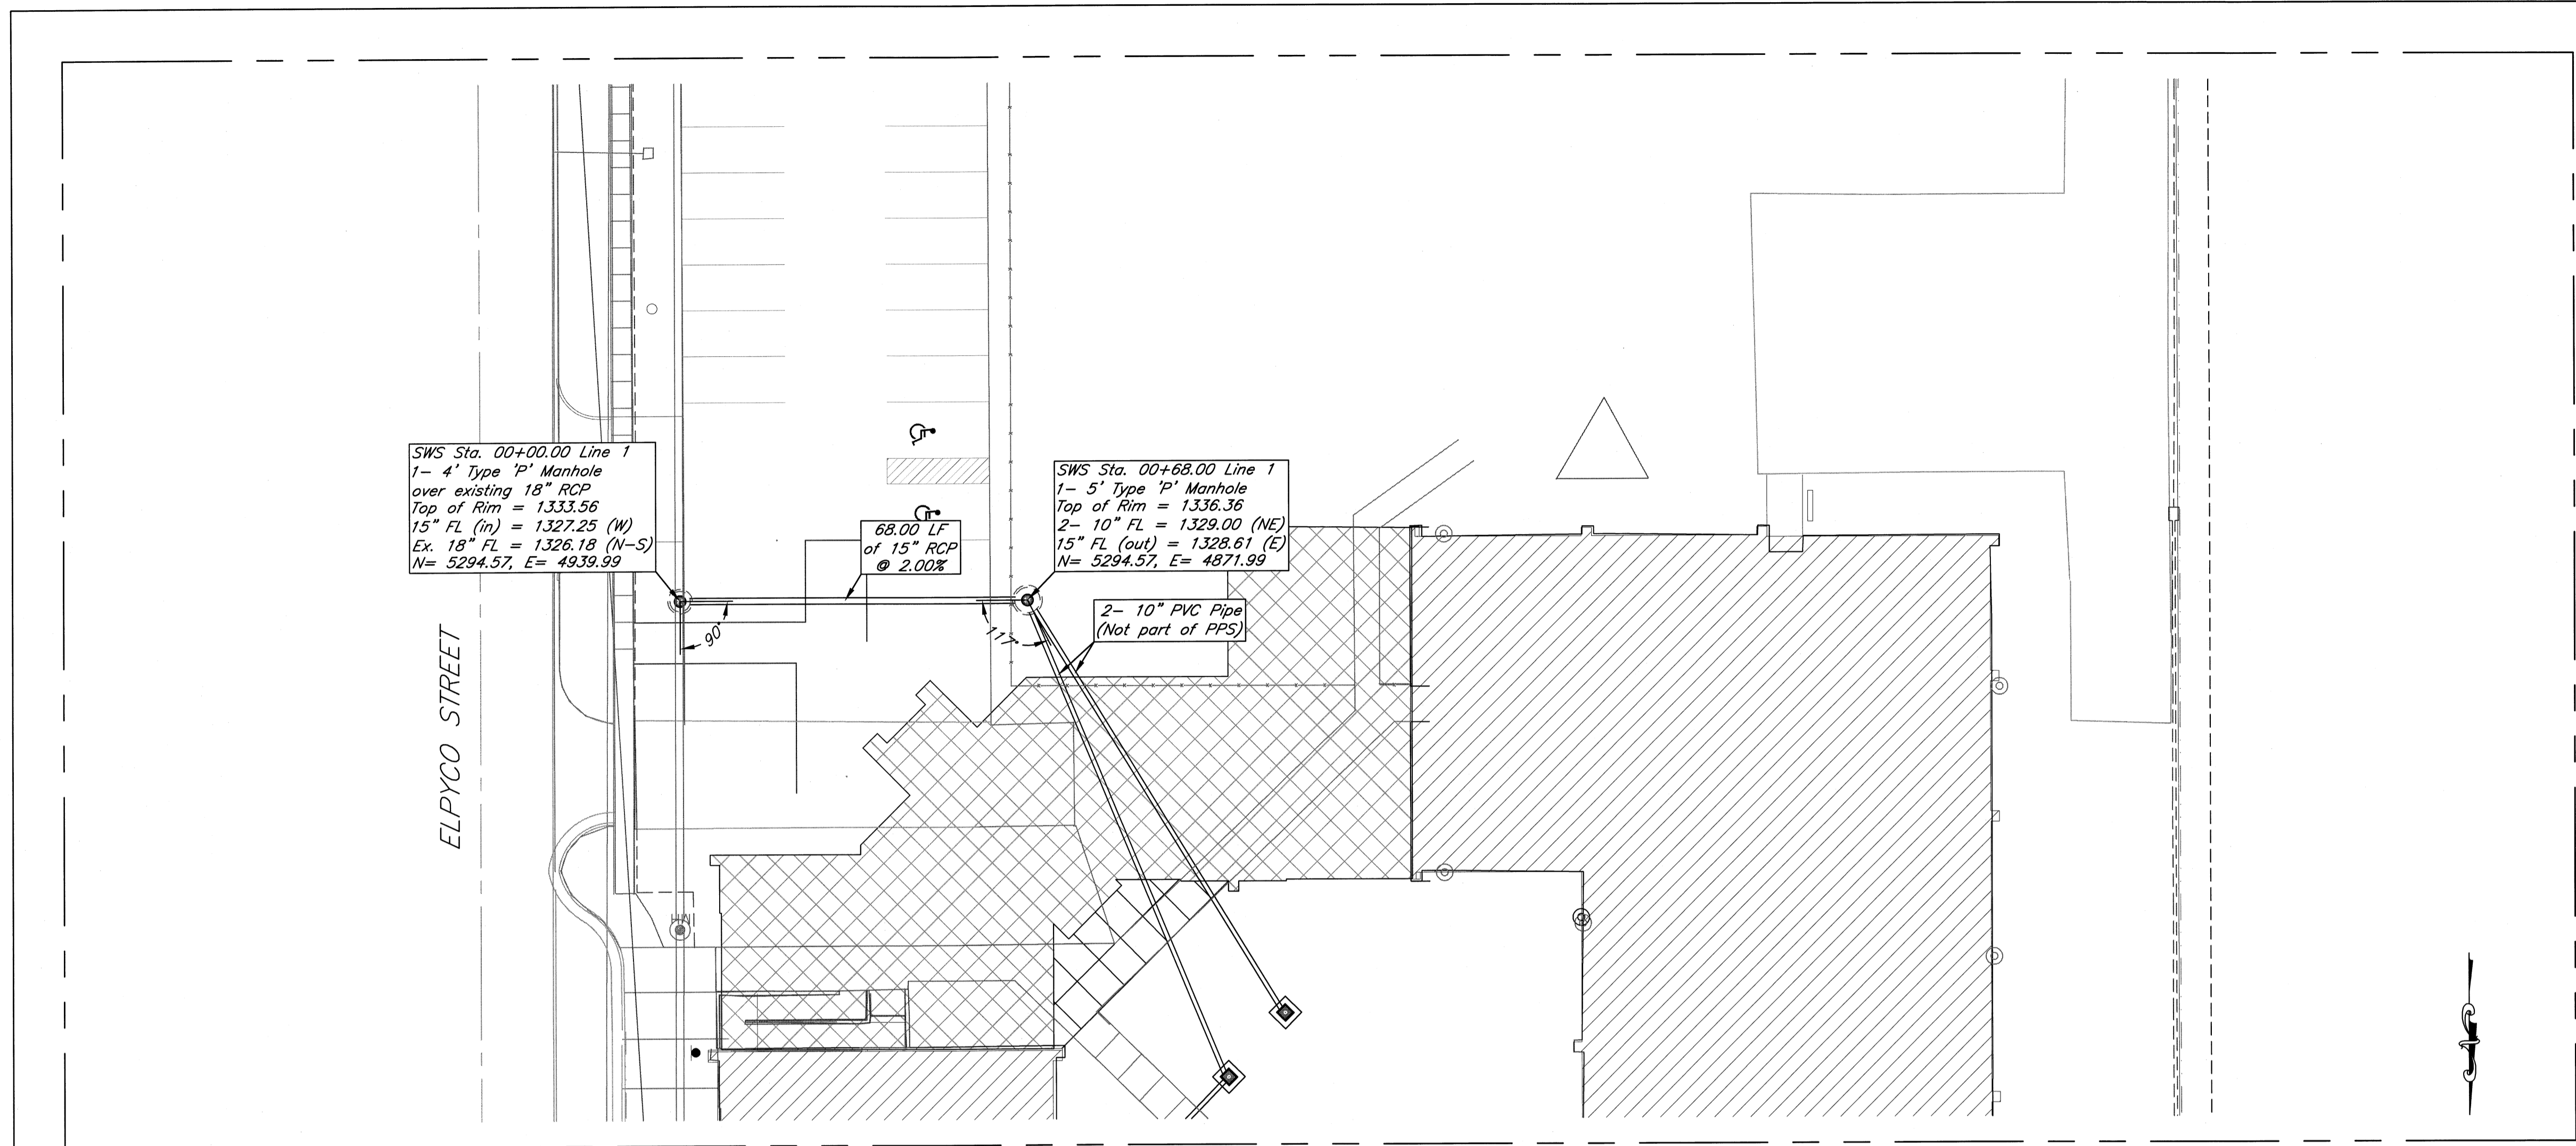 SWS Sta. 00+00.00 Line 1
1- 4' Type 'P' Manhole
over existing 18" RCP
Top of Rim = 1333.56
15" FL (in) = 1327.25 (W)
Ex. 18" FL = 1326.18 (N-S)
N= 5294.57, E= 4939.99
68.00 LF
of 15" RCP
@ 2.00%
SWS Sta. 00+68.00 Line 1
1- 5' Type 'P' Manhole
Top of Rim = 1336.36
2- 10" FL = 1329.00 (NE)
15" FL (out) = 1328.61 (E)
N= 5294.57, E= 4871.99
2- 10" PVC Pipe
(Not part of PPS)
90°
117°
ELPYCO STREET